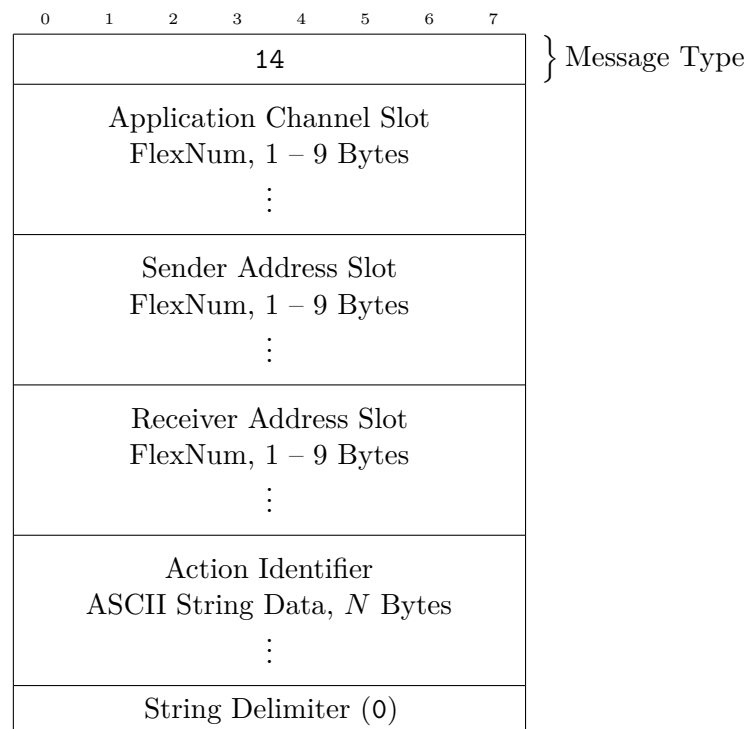 0 1 2 3 4 5 6 7
14
Message Type
Application Channel Slot
FlexNum, 1 – 9 Bytes
⋮
Sender Address Slot
FlexNum, 1 – 9 Bytes
⋮
Receiver Address Slot
FlexNum, 1 – 9 Bytes
⋮
Action Identifier
ASCII String Data, N Bytes
⋮
String Delimiter (0)